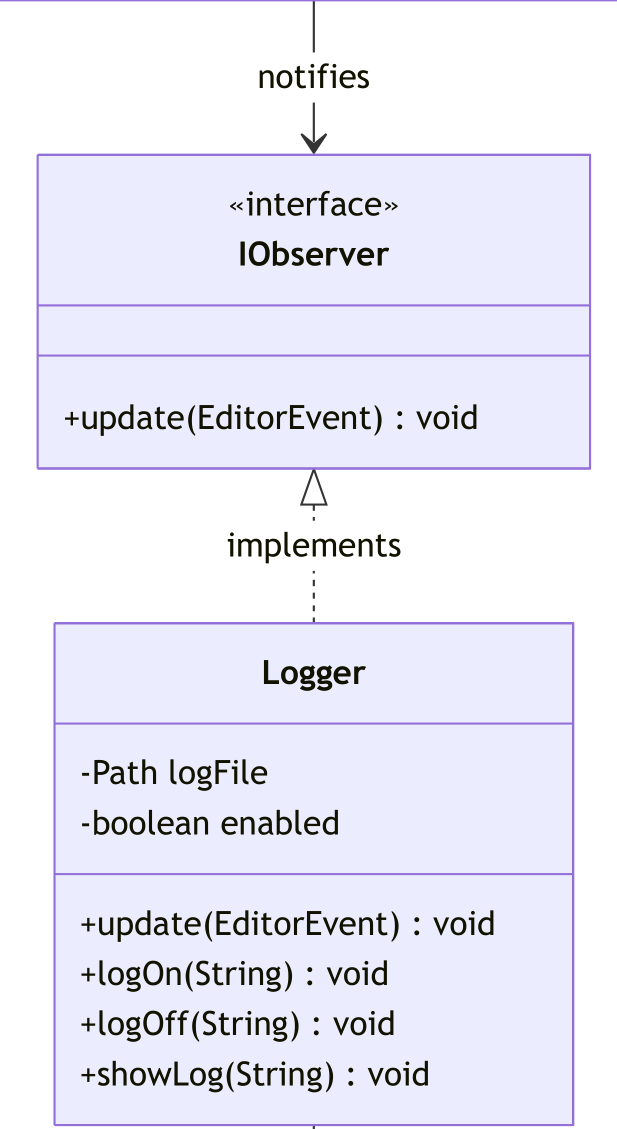 notifies
«interface»
IObserver
+update(EditorEvent) : void
implements
Logger
-Path logFile
-boolean enabled
+update(EditorEvent) : void
+logOn(String) : void
+logOff(String) : void
+showLog(String) : void